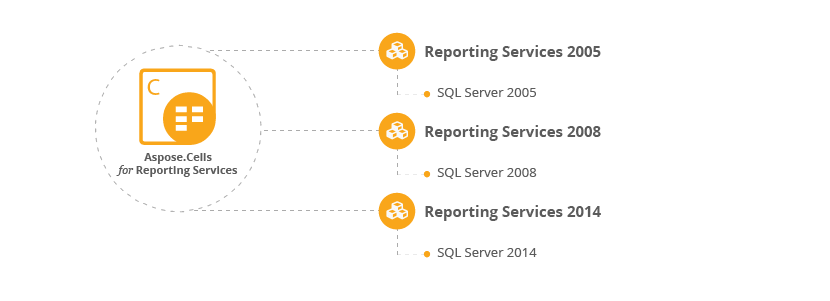 C
Aspose.Cells
for Reporting Services
Reporting Services 2005
SQL Server 2005
Reporting Services 2008
SQL Server 2008
Reporting Services 2014
SQL Server 2014